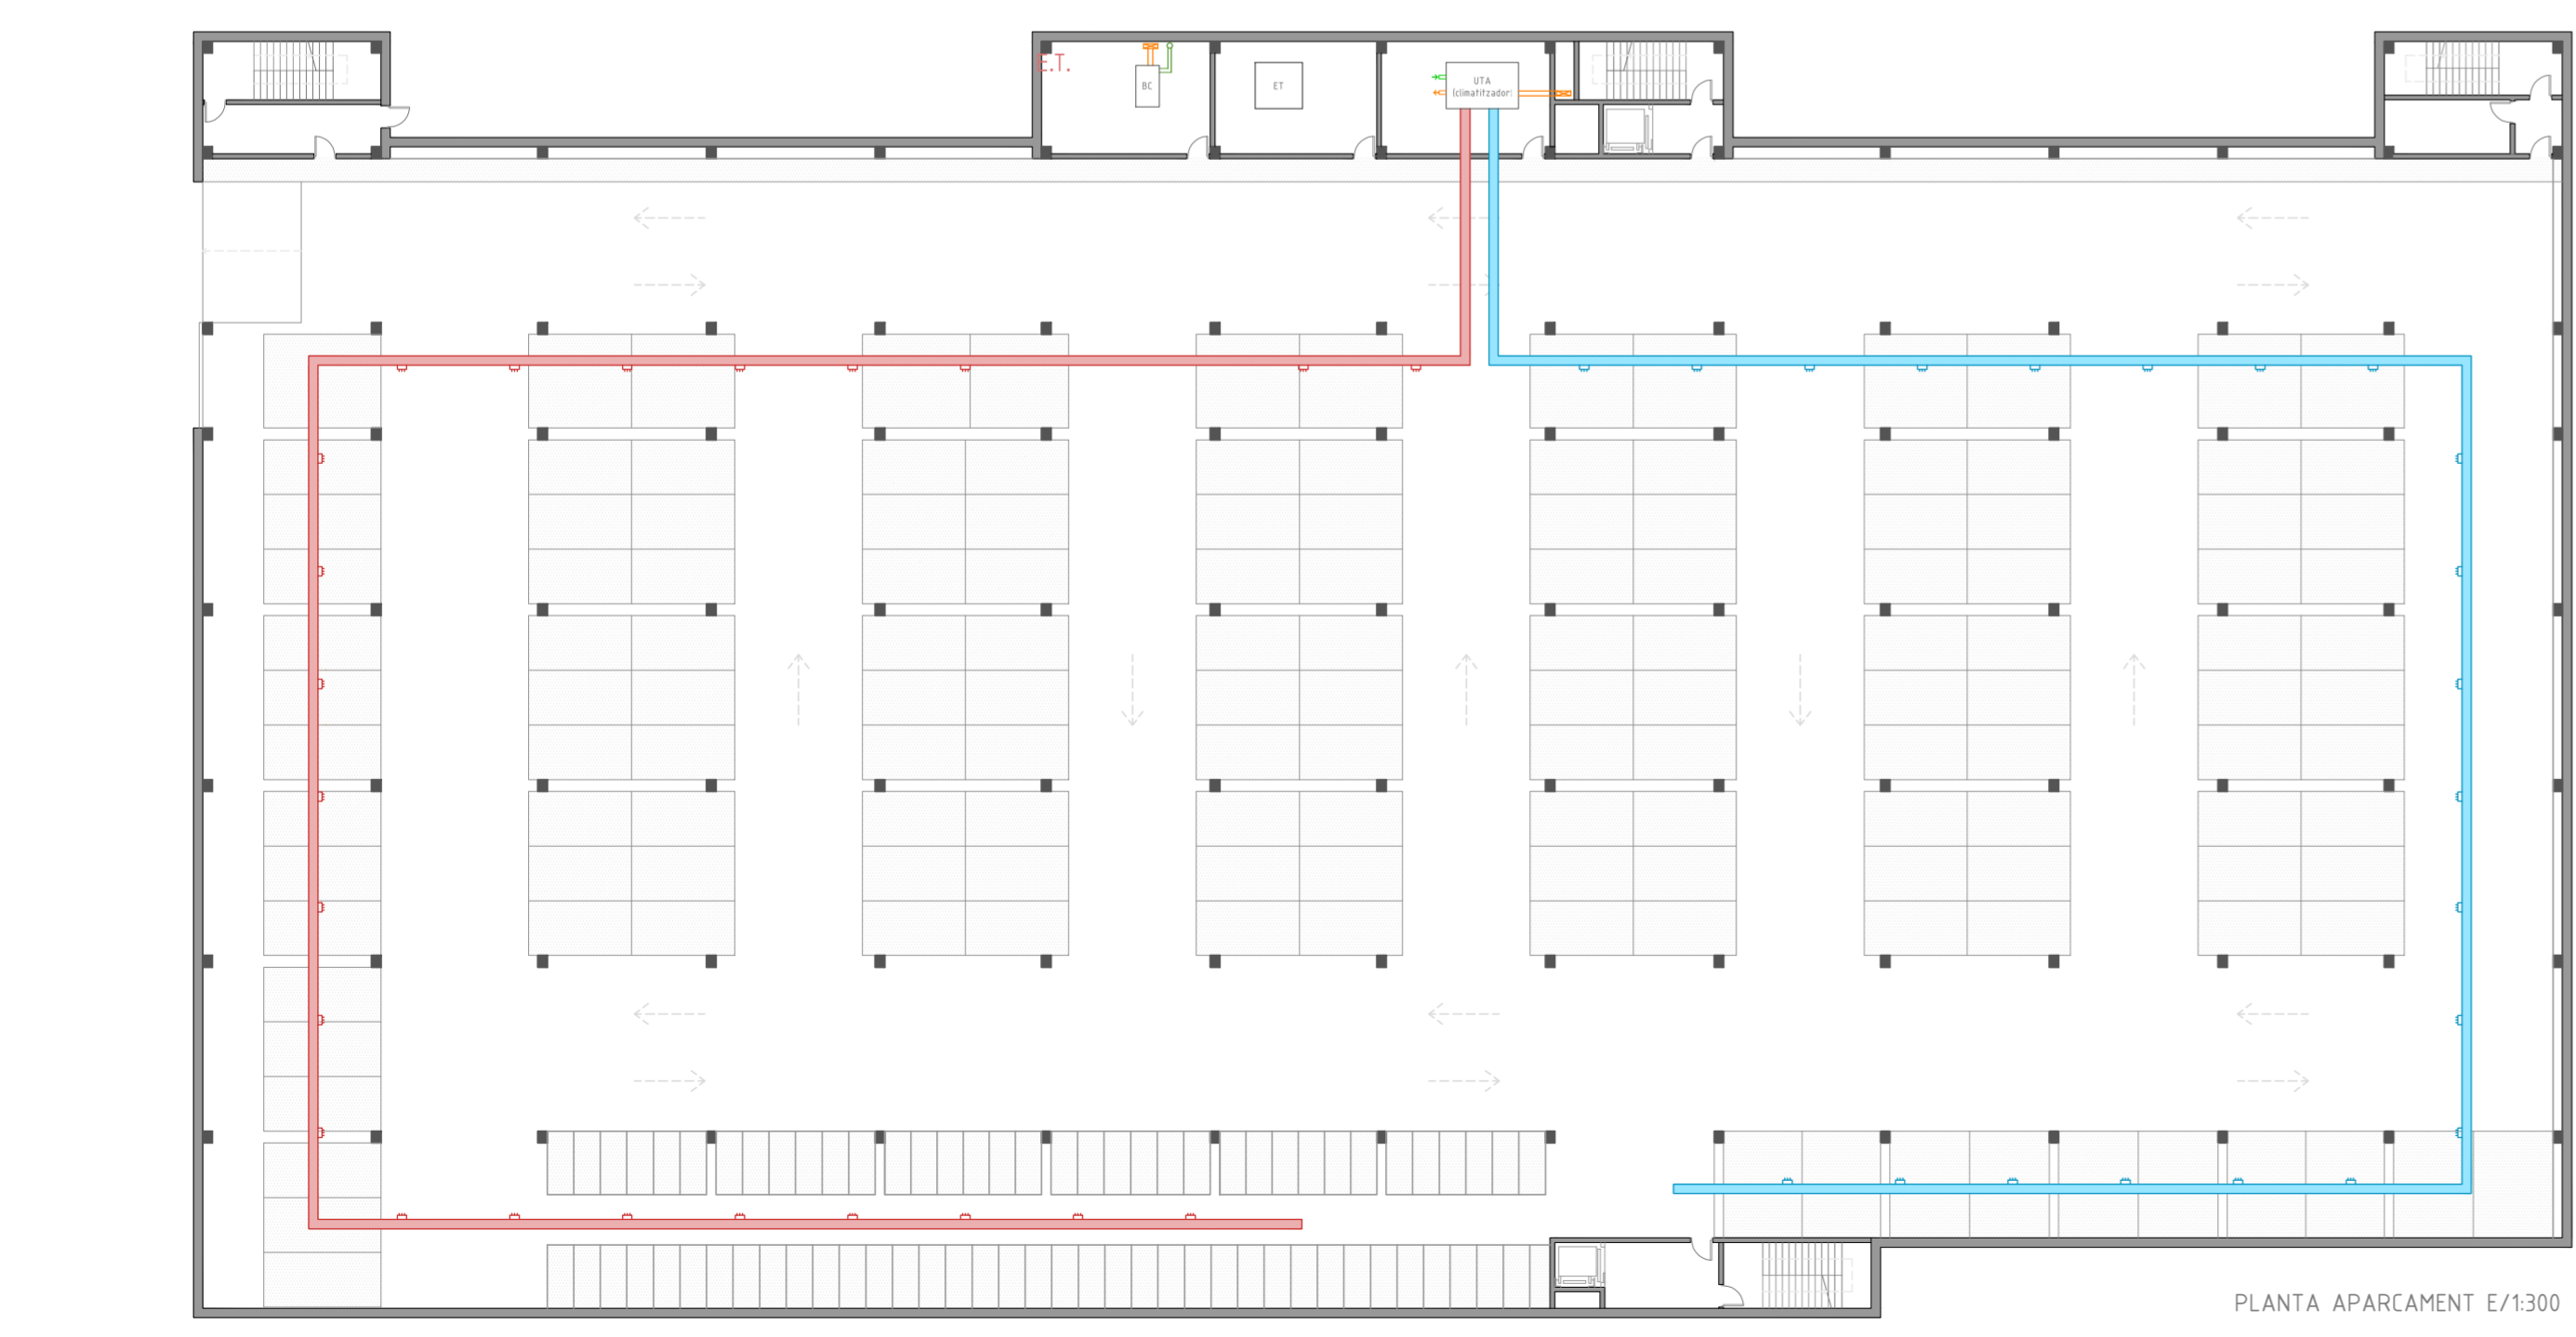 E.T.
BC
ET
UTA
(climatitzador)
PLANTA APARCAMENT E/1:300